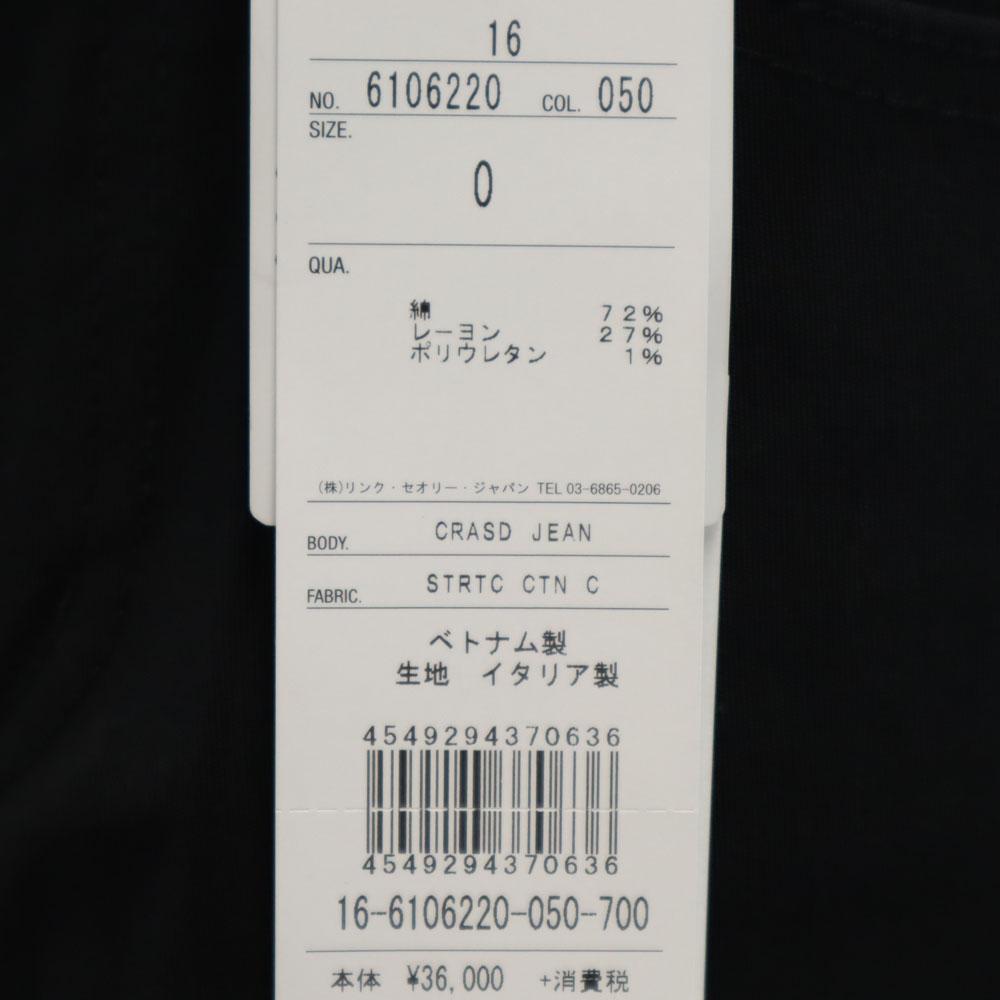 16
NO. 6106220 COL. 050
SIZE.
0
QUA.
綿 72%
レーヨン 27%
ポリウレタン 1%
(株)リンク・セオリー・ジャパン TEL 03-6865-0206
BODY. CRASD JEAN
FABRIC. STRTC CTN C
ベトナム製
生地 イタリア製
4549294370636
4549294370636
16-6106220-050-700
本体 ¥36,000 +消費税